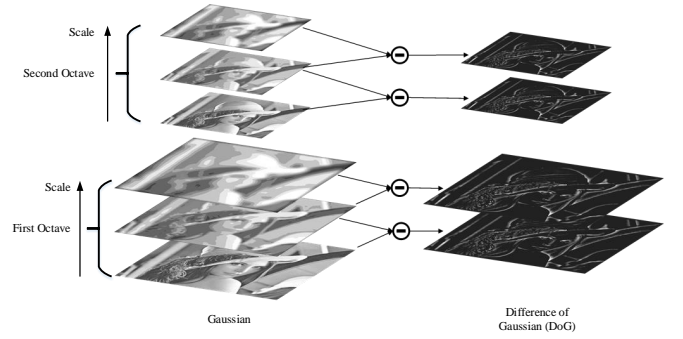 Scale
Second Octave
Scale
First Octave
Gaussian
Difference of
Gaussian (DoG)